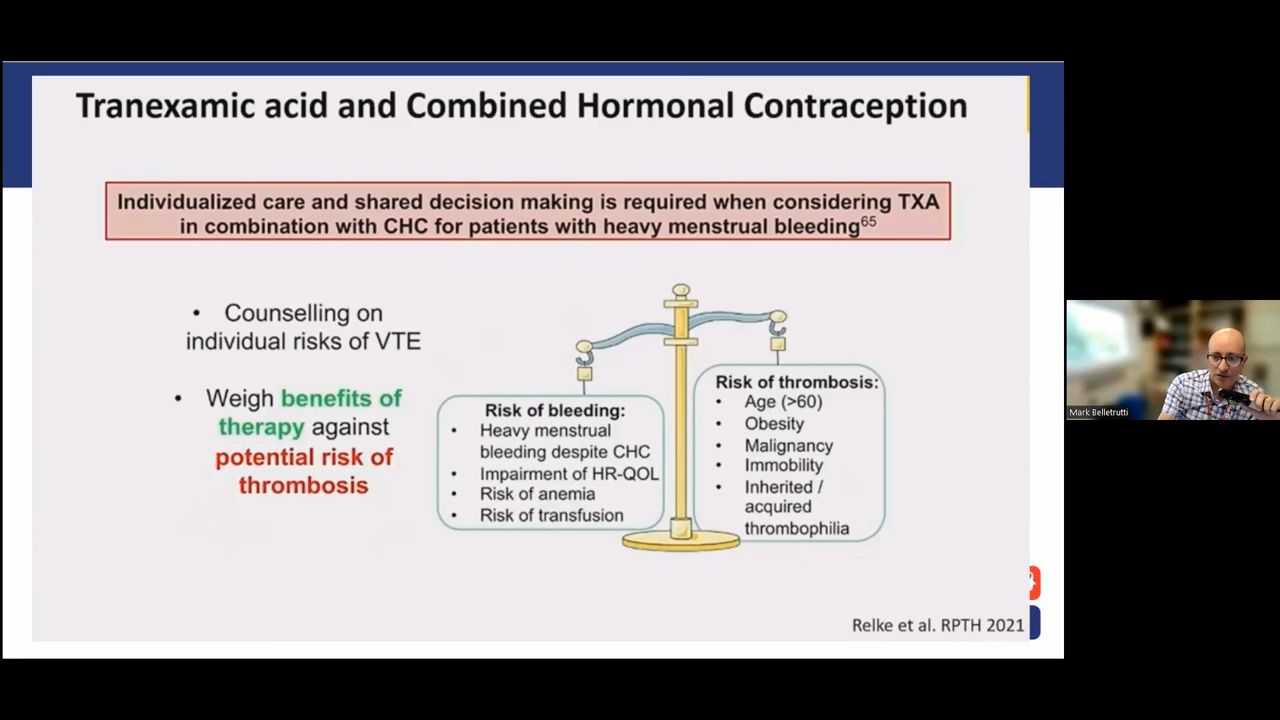 Tranexamic acid and Combined Hormonal Contraception
Individualized care and shared decision making is required when considering TXA
in combination with CHC for patients with heavy menstrual bleeding65
• Counselling on
individual risks of VTE
• Weigh benefits of
therapy against
potential risk of
thrombosis
Risk of bleeding:
• Heavy menstrual
bleeding despite CHC
• Impairment of HR-QOL
• Risk of anemia
• Risk of transfusion
Risk of thrombosis:
• Age (>60)
• Obesity
• Malignancy
• Immobility
• Inherited /
acquired
thrombophilia
Relke et al. RPTH 2021
Mark Belletrutti